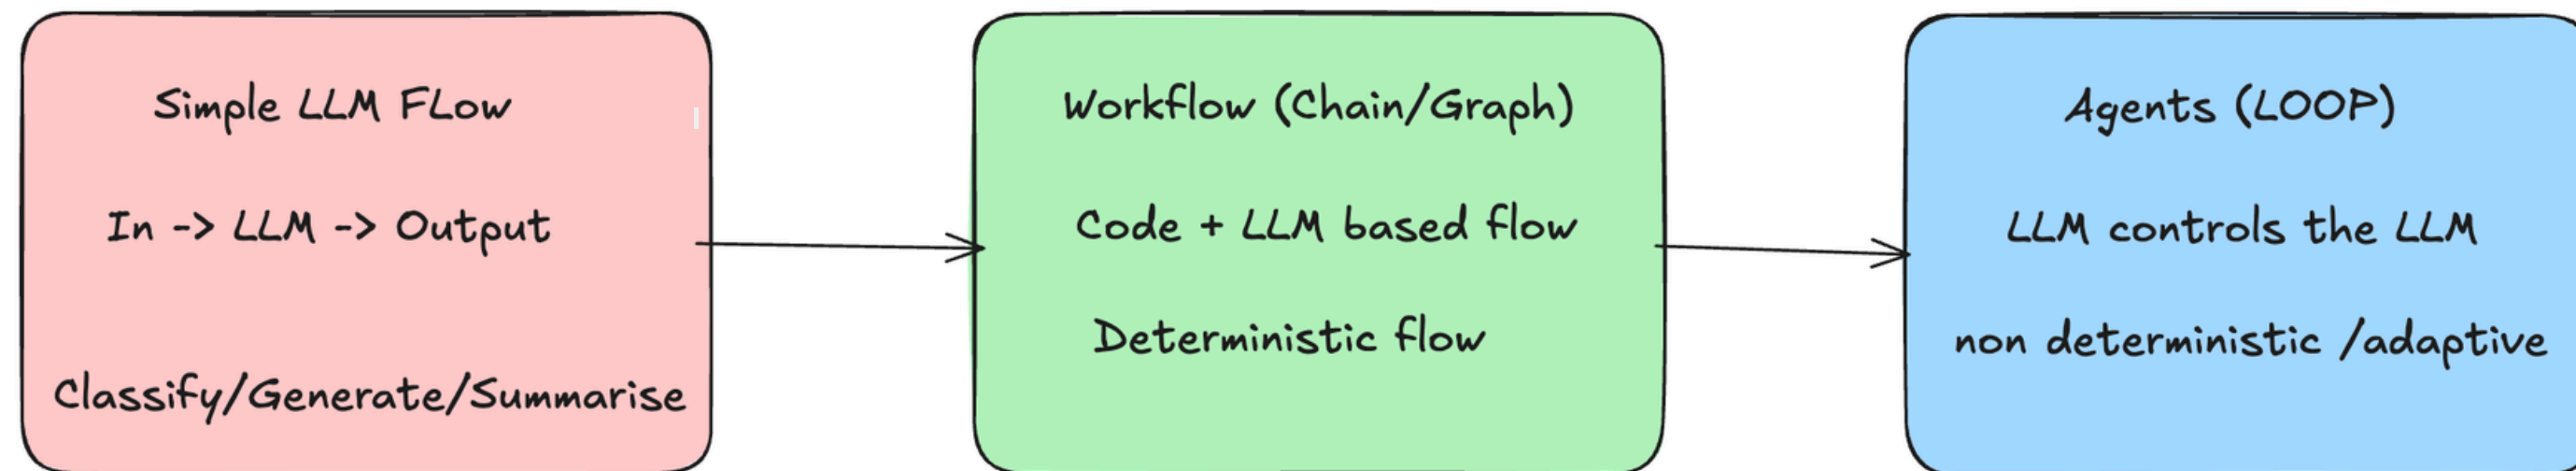 Simple LLM FLow
In -> LLM -> Output
Classify/Generate/Summarise
Workflow (Chain/Graph)
Code + LLM based flow
Deterministic flow
Agents (LOOP)
LLM controls the LLM
non deterministic /adaptive